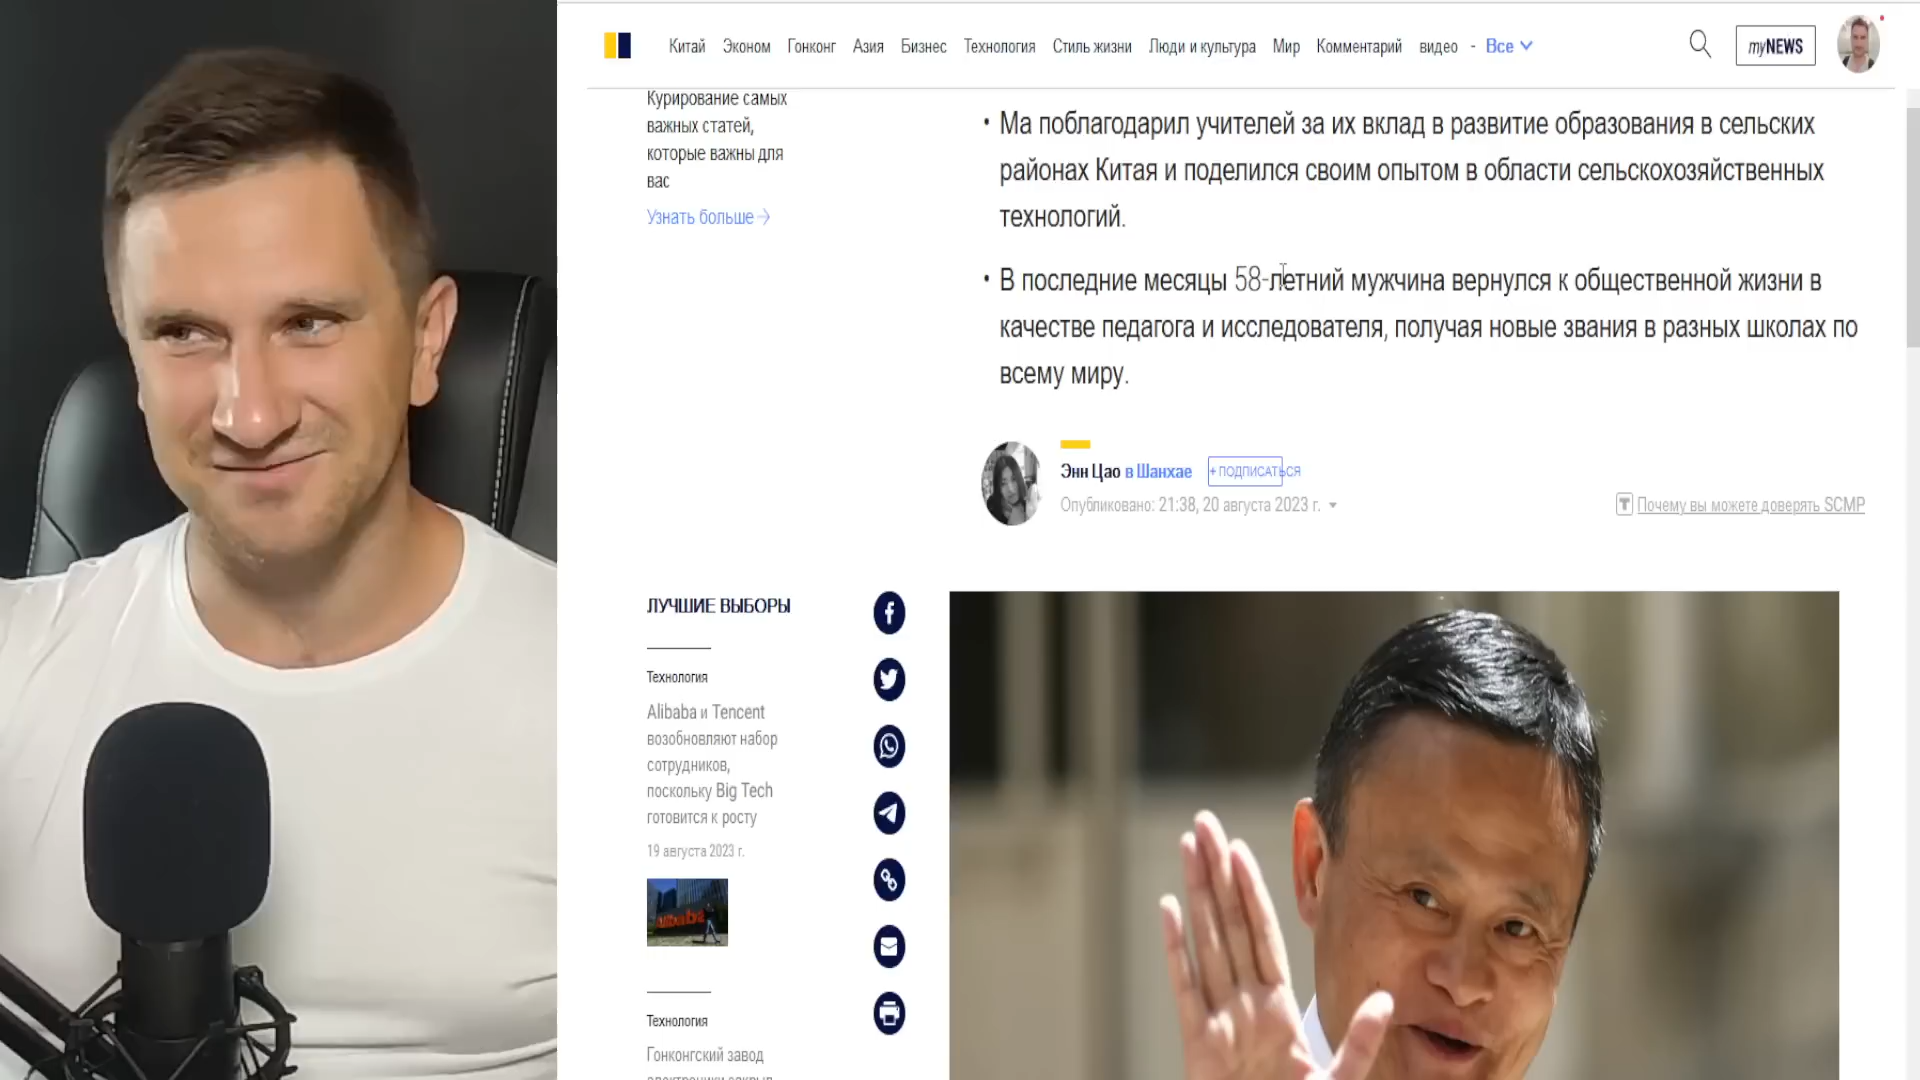 Китай Эконом Гонконг Азия Бизнес Технология Стиль жизни Люди и культура Мир Комментарий видео - Все
myNEWS
Курирование самых
важных статей,
которые важны для
вас
Узнать больше
• Ма поблагодарил учителей за их вклад в развитие образования в сельских
районах Китая и поделился своим опытом в области сельскохозяйственных
технологий.
• В последние месяцы 58-летний мужчина вернулся к общественной жизни в
качестве педагога и исследователя, получая новые знания в разных школах по
всему миру.
Энн Цао в Шанхае
+ ПОДПИСАТЬСЯ
Опубликовано: 21:38, 20 августа 2023 г.
Почему вы можете доверять SCMP
ЛУЧШИЕ ВЫБОРЫ
Технология
Alibaba и Tencent
возобновляют набор
сотрудников,
поскольку Big Tech
готовится к росту
19 августа 2023 г.
Технология
Гонконгский завод